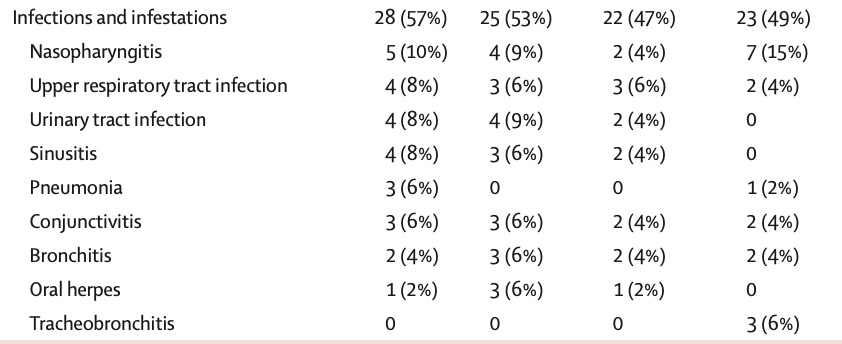 Infections and infestations 28 (57%) 25 (53%) 22 (47%) 23 (49%)
Nasopharyngitis 5 (10%) 4 (9%) 2 (4%) 7 (15%)
Upper respiratory tract infection 4 (8%) 3 (6%) 3 (6%) 2 (4%)
Urinary tract infection 4 (8%) 4 (9%) 2 (4%) 0
Sinusitis 4 (8%) 3 (6%) 2 (4%) 0
Pneumonia 3 (6%) 0 0 1 (2%)
Conjunctivitis 3 (6%) 3 (6%) 2 (4%) 2 (4%)
Bronchitis 2 (4%) 3 (6%) 2 (4%) 2 (4%)
Oral herpes 1 (2%) 3 (6%) 1 (2%) 0
Tracheobronchitis 0 0 0 3 (6%)